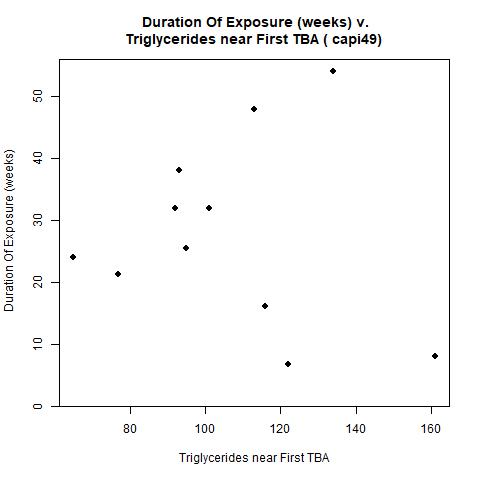 Duration Of Exposure (weeks) v.
Triglycerides near First TBA ( capi49)
Duration Of Exposure (weeks)
50
40
30
20
10
0
80 100 120 140 160
Triglycerides near First TBA